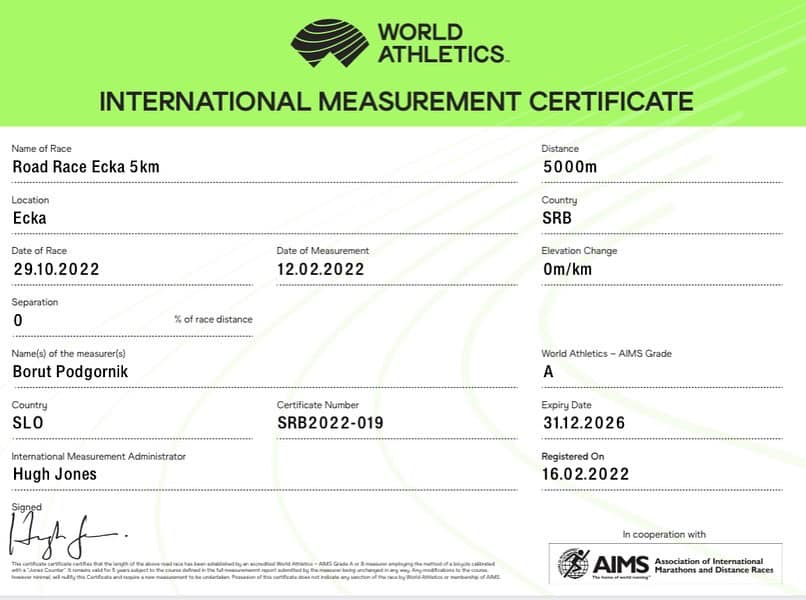 WORLD
ATHLETICS™
INTERNATIONAL MEASUREMENT CERTIFICATE
Name of Race
Road Race Ecka 5km
Distance
5000m
Location
Ecka
Country
SRB
Date of Race
29.10.2022
Date of Measurement
12.02.2022
Elevation Change
0m/km
Separation
0
% of race distance
Name(s) of the measurer(s)
Borut Podgornik
World Athletics – AIMS Grade
A
Country
SLO
Certificate Number
SRB2022-019
Expiry Date
31.12.2026
International Measurement Administrator
Hugh Jones
Registered On
16.02.2022
Signed
In cooperation with
AIMS
The home of world running™
Association of International
Marathons and Distance Races
This certificate certificate certifies that the length of the above road race has been established by an accredited World Athletics – AIMS Grade A or B measurer employing the method of a bicycle calibrated
with a "Jones Counter". It remains valid for 5 years subject to the course defined in the full measurement report submitted by the measurer being unchanged in any way. Any modifications to the course,
however minimal, will nullify this Certificate and require a new measurement to be undertaken. Possession of this certificate does not indicate any sanction of the race by World Athletics or membership of AIMS.